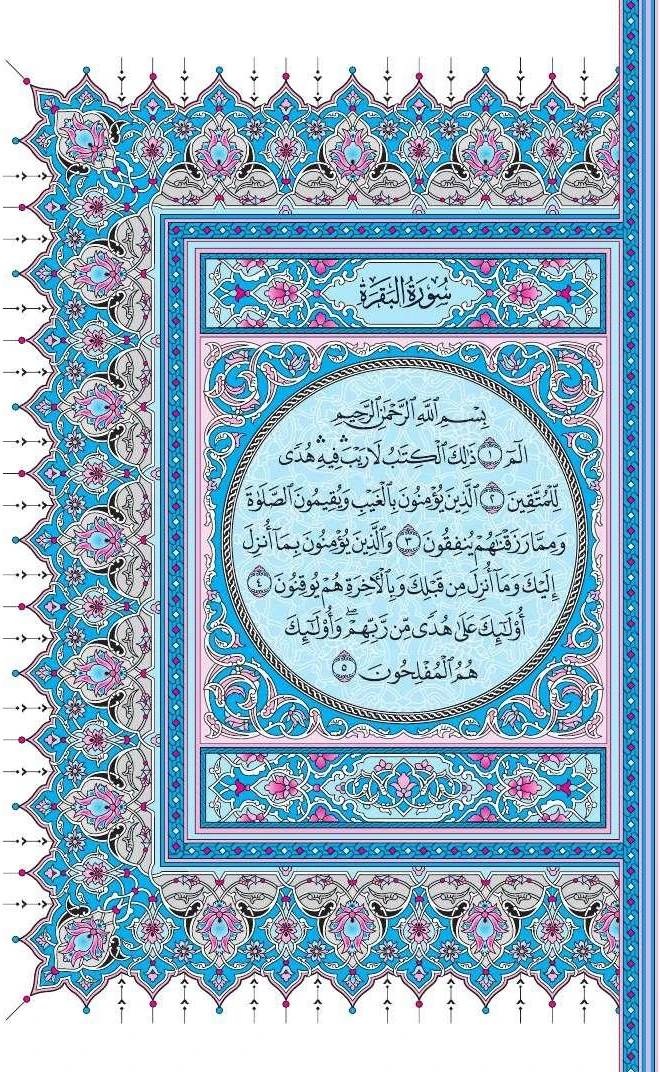 سُورَةُ البَقَرَةِ
بِسْمِ ٱللَّهِ ٱلرَّحْمَٰنِ ٱلرَّحِيمِ
الٓمٓ ١ ذَٰلِكَ ٱلْكِتَٰبُ لَا رَيْبَ ۛ فِيهِ ۛ هُدًى
لِّلْمُتَّقِينَ ٢ ٱلَّذِينَ يُؤْمِنُونَ بِٱلْغَيْبِ وَيُقِيمُونَ ٱلصَّلَوٰةَ
وَمِمَّا رَزَقْنَٰهُمْ يُنفِقُونَ ٣ وَٱلَّذِينَ يُؤْمِنُونَ بِمَآ أُنزِلَ
إِلَيْكَ وَمَآ أُنزِلَ مِن قَبْلِكَ وَبِٱلْأَخِرَةِ هُمْ يُوقِنُونَ ٤
أُو۟لَٰٓئِكَ عَلَىٰ هُدًى مِّن رَّبِّهِمْ ۖ وَأُو۟لَٰٓئِكَ
هُمُ ٱلْمُفْلِحُونَ ٥